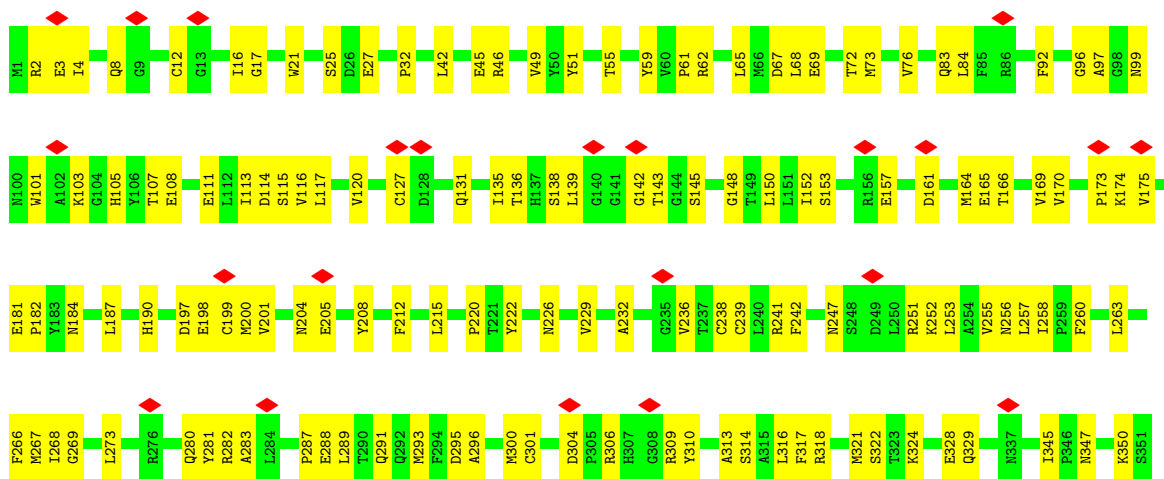 M1 R2 E3 I4 Q8 G9 C12 G13 I16 G17 W21 S25 D26 E27 P32 L42 E45 R46 V49 Y50 Y51 T55 Y59 V60 P61 R62 L65 M66 D67 L68 E69 T72 M73 V76 Q83 L84 F85 R86 F92 G96 A97 G98 N99
N100 W101 A102 K103 G104 H105 Y106 T107 E108 E111 L112 I113 D114 S115 V116 L117 V120 C127 D128 Q131 I135 T136 H137 S138 L139 G140 G141 G142 T143 G144 S145 G148 T149 L150 L151 I152 S153 R156 E157 D161 M164 E165 T166 V169 V170 P173 K174 V175
E181 P182 Y183 N184 L187 H190 D197 E198 C199 M200 V201 N204 E205 Y208 F212 L215 P220 T221 Y222 N226 V229 A232 G235 V236 T237 C238 C239 L240 R241 F242 N247 S248 D249 L250 R251 K252 L253 A254 V255 N256 L257 I258 P259 F260 L263
F266 M267 I268 G269 L273 R276 Q280 Y281 R282 A283 L284 P287 E288 L289 T290 Q291 Q292 M293 F294 D295 A296 M300 C301 D304 P305 R306 H307 G308 R309 Y310 A313 S314 A315 L316 F317 R318 M321 S322 T323 K324 E328 Q329 N337 I345 P346 N347 K350 S351